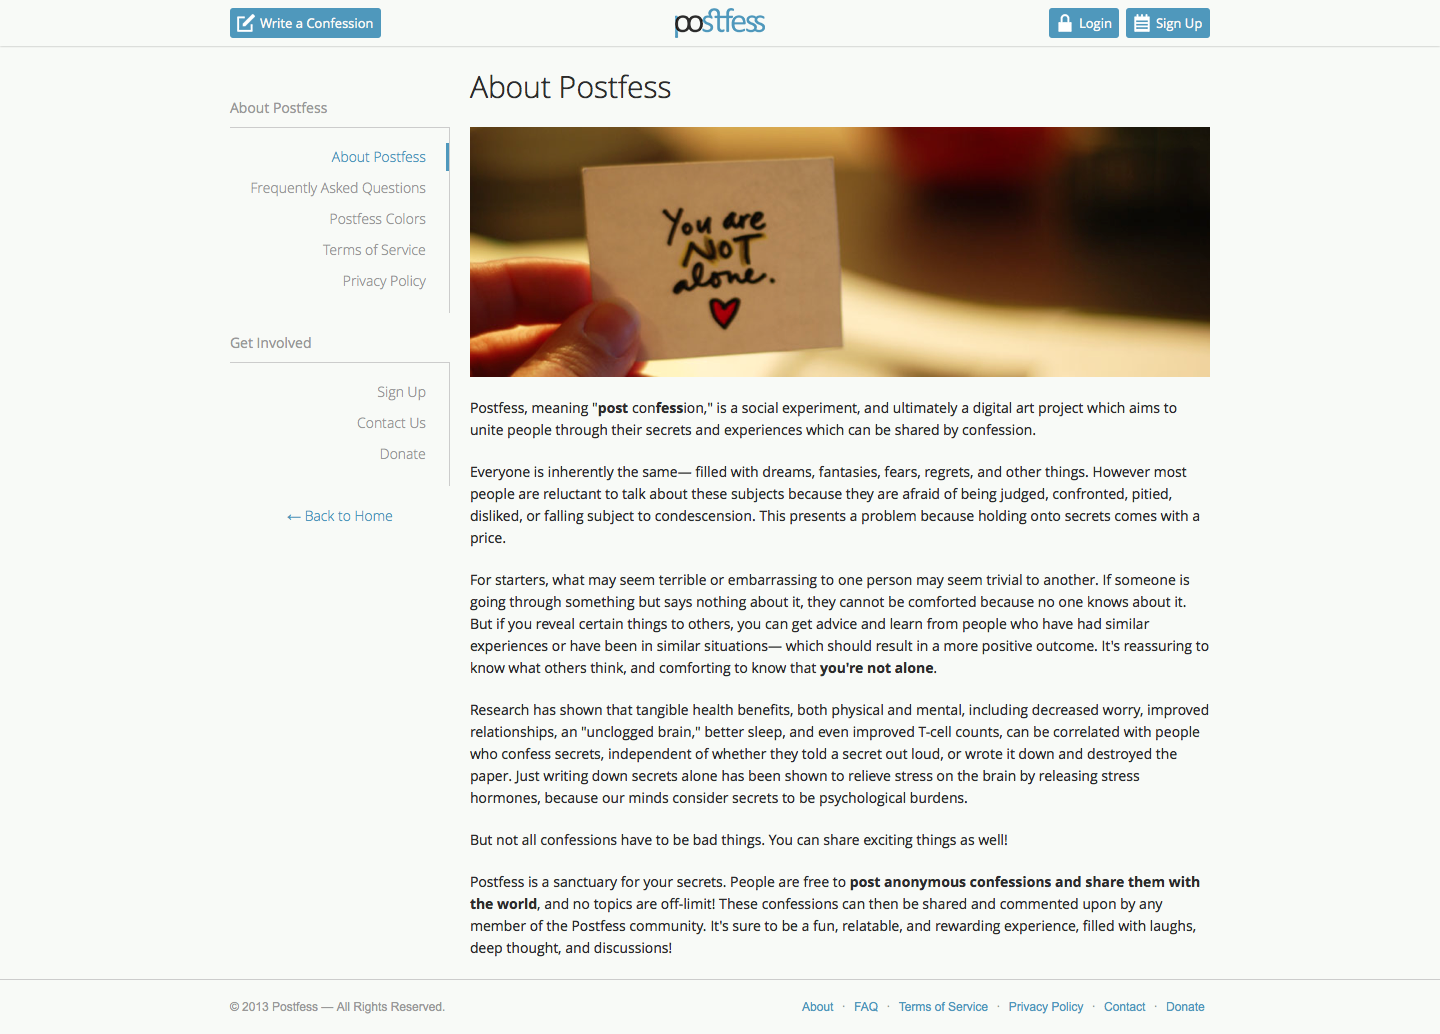 Write a Confession
postfess
Login
Sign Up
About Postfess
About Postfess
Frequently Asked Questions
Postfess Colors
Terms of Service
Privacy Policy
Get Involved
Sign Up
Contact Us
Donate
← Back to Home
About Postfess
You are
NOT
alone.
Postfess, meaning "post confession," is a social experiment, and ultimately a digital art project which aims to
unite people through their secrets and experiences which can be shared by confession.
Everyone is inherently the same— filled with dreams, fantasies, fears, regrets, and other things. However most
people are reluctant to talk about these subjects because they are afraid of being judged, confronted, pitied,
disliked, or falling subject to condescension. This presents a problem because holding onto secrets comes with a
price.
For starters, what may seem terrible or embarrassing to one person may seem trivial to another. If someone is
going through something but says nothing about it, they cannot be comforted because no one knows about it.
But if you reveal certain things to others, you can get advice and learn from people who have had similar
experiences or have been in similar situations— which should result in a more positive outcome. It's reassuring to
know what others think, and comforting to know that you're not alone.
Research has shown that tangible health benefits, both physical and mental, including decreased worry, improved
relationships, an "unclogged brain," better sleep, and even improved T-cell counts, can be correlated with people
who confess secrets, independent of whether they told a secret out loud, or wrote it down and destroyed the
paper. Just writing down secrets alone has been shown to relieve stress on the brain by releasing stress
hormones, because our minds consider secrets to be psychological burdens.
But not all confessions have to be bad things. You can share exciting things as well!
Postfess is a sanctuary for your secrets. People are free to post anonymous confessions and share them with
the world, and no topics are off-limit! These confessions can then be shared and commented upon by any
member of the Postfess community. It's sure to be a fun, relatable, and rewarding experience, filled with laughs,
deep thought, and discussions!
© 2013 Postfess — All Rights Reserved.
About · FAQ · Terms of Service · Privacy Policy · Contact · Donate